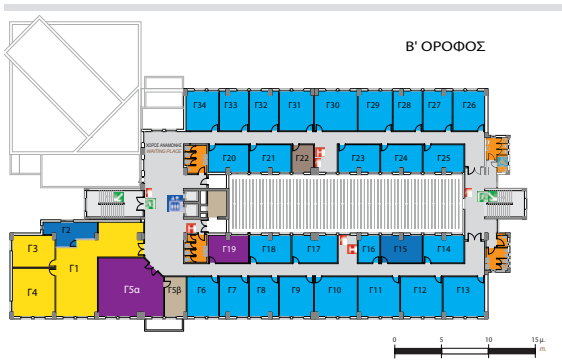 Β' ΟΡΟΦΟΣ
Γ34 Γ33 Γ32 Γ31 Γ30 Γ29 Γ28 Γ27 Γ26
ΧΩΡΟΣ ΑΝΑΜΟΝΗΣ
WAITING PLACE
Γ20 Γ21 Γ22 Γ23 Γ24 Γ25
Γ2
Γ3
Γ19 Γ18 Γ17 Γ16 Γ15 Γ14
Γ1
Γ4
Γ5α Γ5β Γ6 Γ7 Γ8 Γ9 Γ10 Γ11 Γ12 Γ13
0 5 10 15 μ.
m.